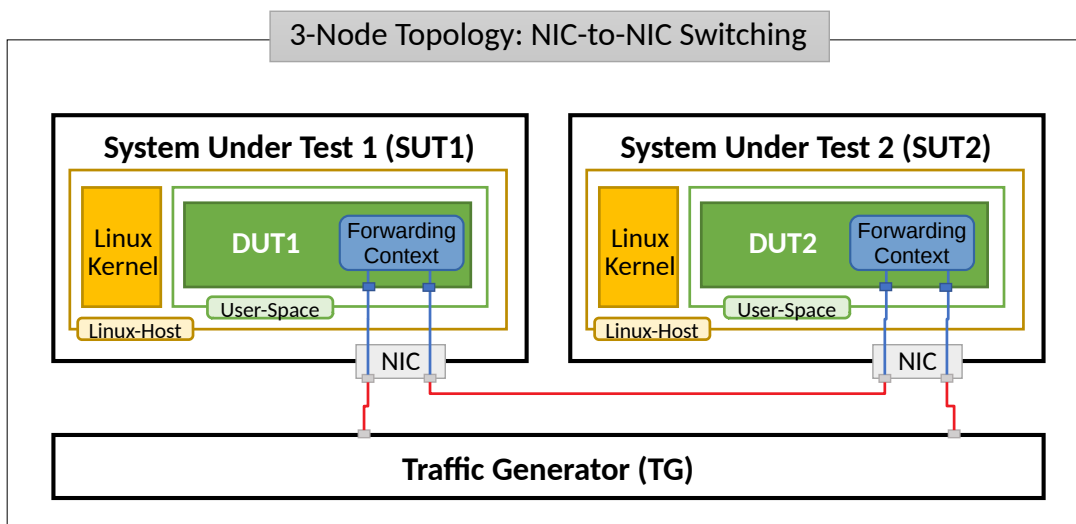 3-Node Topology: NIC-to-NIC Switching
System Under Test 1 (SUT1)
Linux
Kernel
DUT1
Forwarding
Context
User-Space
Linux-Host
NIC
System Under Test 2 (SUT2)
Linux
Kernel
DUT2
Forwarding
Context
User-Space
Linux-Host
NIC
Traffic Generator (TG)